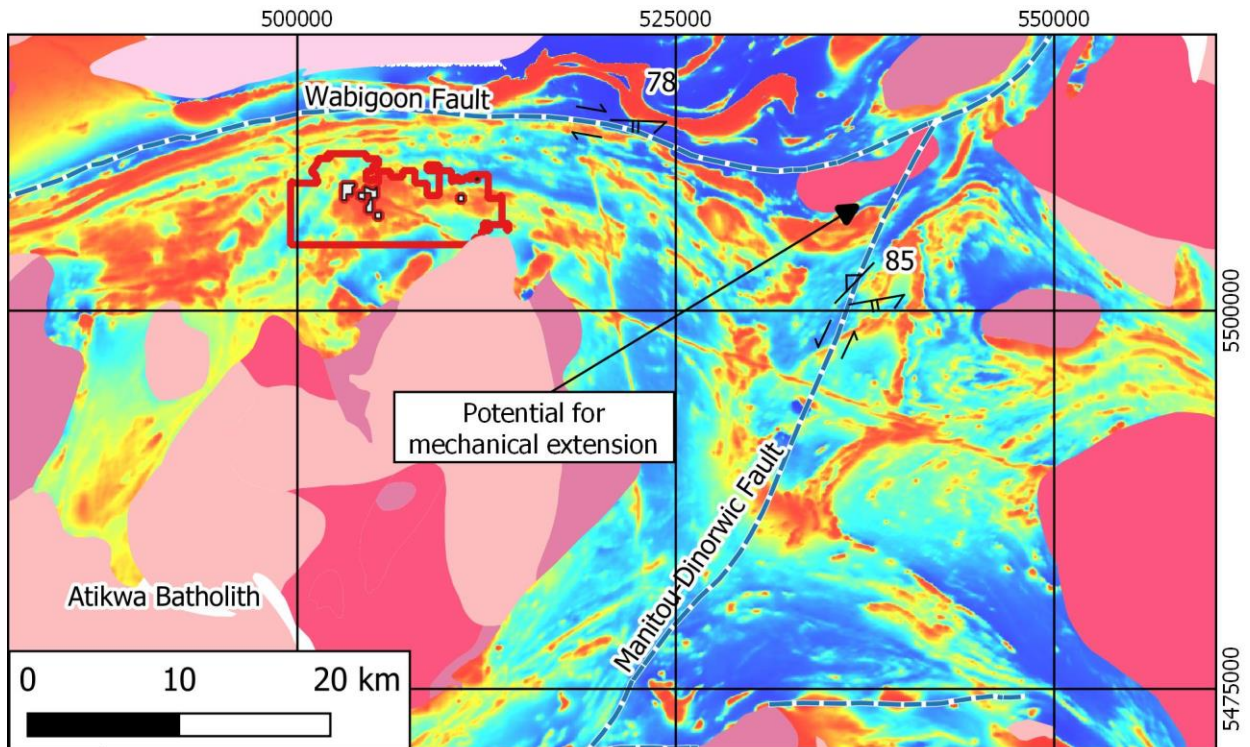 500000
525000
550000
78
Wabigoon Fault
85
5500000
Potential for
mechanical extension
Manitou-Dinorwic Fault
Atikwa Batholith
0 10 20 km
5475000